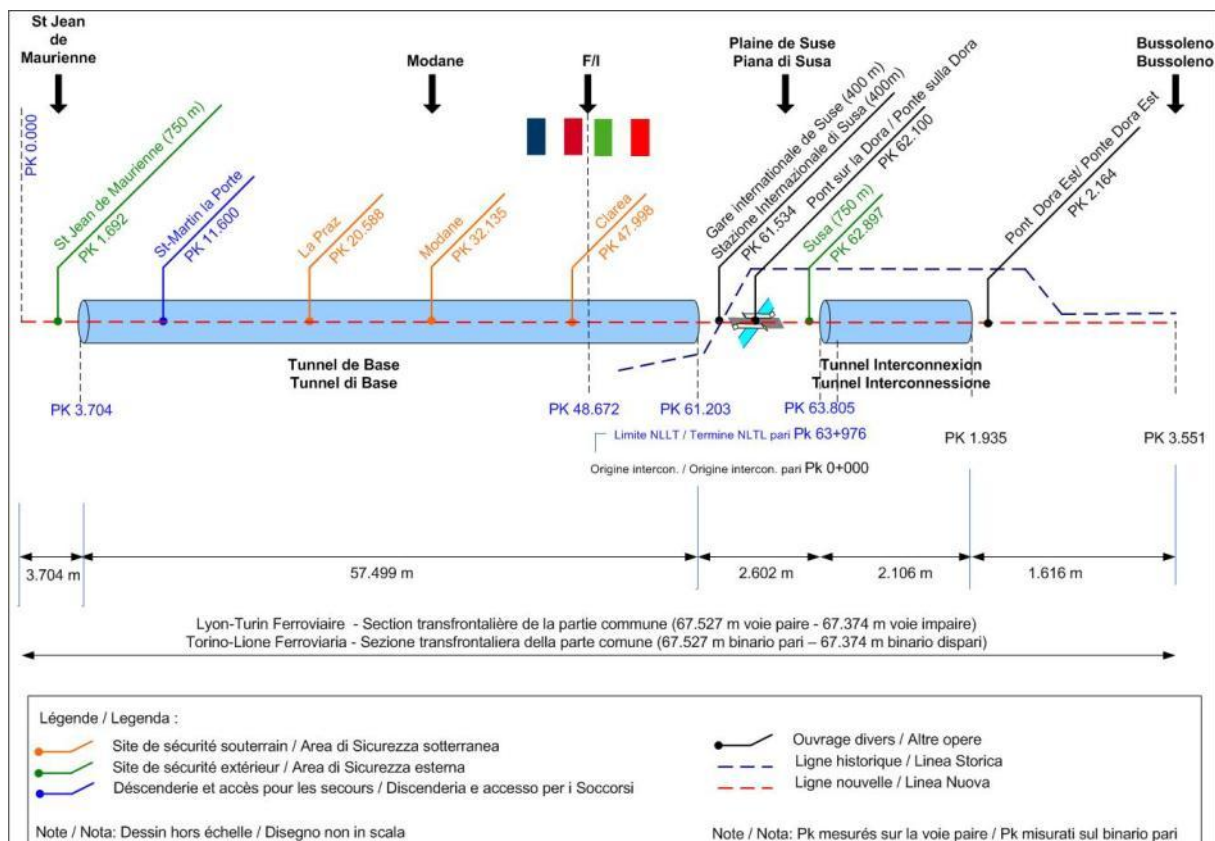 St Jean
de
Maurienne
Modane
F/I
Plaine de Suse
Piana di Susa
Bussoleno
Bussoleno
PK 0.000
St Jean de Maurienne (750 m)
PK 1.692
St-Martin la Porte
PK 11.600
La Praz
PK 20.588
Modane
PK 32.135
Clarea
PK 47.998
Gare internationale de Suse (400 m)
Stazione Internazionale di Susa (400m)
PK 61.534
Pont sur la Dora / Ponte sulla Dora
PK 62.100
Susa (750 m)
PK 62.897
Pont Dora Est/ Ponte Dora Est
PK 2.164
Tunnel de Base
Tunnel di Base
Tunnel Interconnexion
Tunnel Interconnessione
PK 3.704
PK 48.672
PK 61.203
PK 63.805
Limite NLLT / Termine NLTL pari Pk 63+976
PK 1.935
PK 3.551
Origine intercon. / Origine intercon. pari Pk 0+000
3.704 m
57.499 m
2.602 m
2.106 m
1.616 m
Lyon-Turin Ferroviaire - Section transfrontalière de la partie commune (67.527 m voie paire - 67.374 m voie impaire)
Torino-Lione Ferroviaria - Sezione transfrontaliera della parte comune (67.527 m binario pari – 67.374 m binario dispari)
Légende / Legenda :
Site de sécurité souterrain / Area di Sicurezza sotterranea
Site de sécurité extérieur / Area di Sicurezza esterna
Déscenderie et accès pour les secours / Discenderia e accesso per i Soccorsi
Ouvrage divers / Altre opere
Ligne historique / Linea Storica
Ligne nouvelle / Linea Nuova
Note / Nota: Dessin hors échelle / Disegno non in scala
Note / Nota: Pk mesurés sur la voie paire / Pk misurati sul binario pari